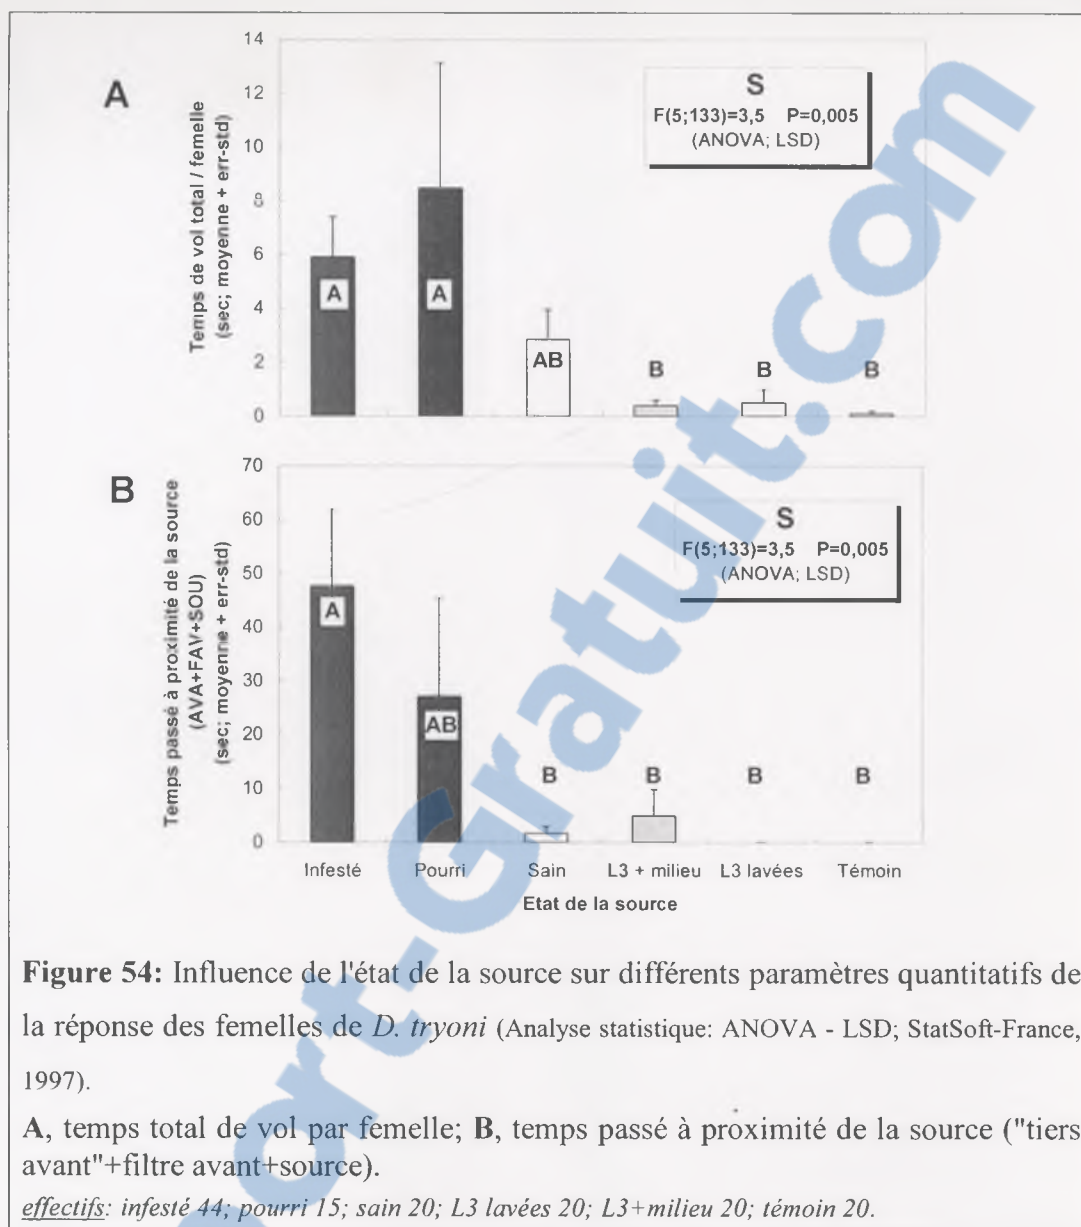 A
Temps de vol total / femelle
(sec; moyenne + err-std)
14
12
10
8
6
4
2
0
S
F(5;133)=3,5 P=0,005
(ANOVA; LSD)
A
A
AB
B
B
B
B
Temps passé à proximité de la source
(AVA+FAV+SOU)
(sec; moyenne + err-std)
70
60
50
40
30
20
10
0
S
F(5;133)=3,5 P=0,005
(ANOVA; LSD)
A
AB
B
B
B
B
Infesté Pourri Sain L3 + milieu L3 lavées Témoin
Etat de la source
Figure 54: Influence de l'état de la source sur différents paramètres quantitatifs de
la réponse des femelles de D. tryoni (Analyse statistique: ANOVA - LSD; StatSoft-France,
1997).
A, temps total de vol par femelle; B, temps passé à proximité de la source ("tiers
avant"+filtre avant+source).
effectifs: infesté 44; pourri 15; sain 20; L3 lavées 20; L3+milieu 20; témoin 20.
ort-Gratuit.com